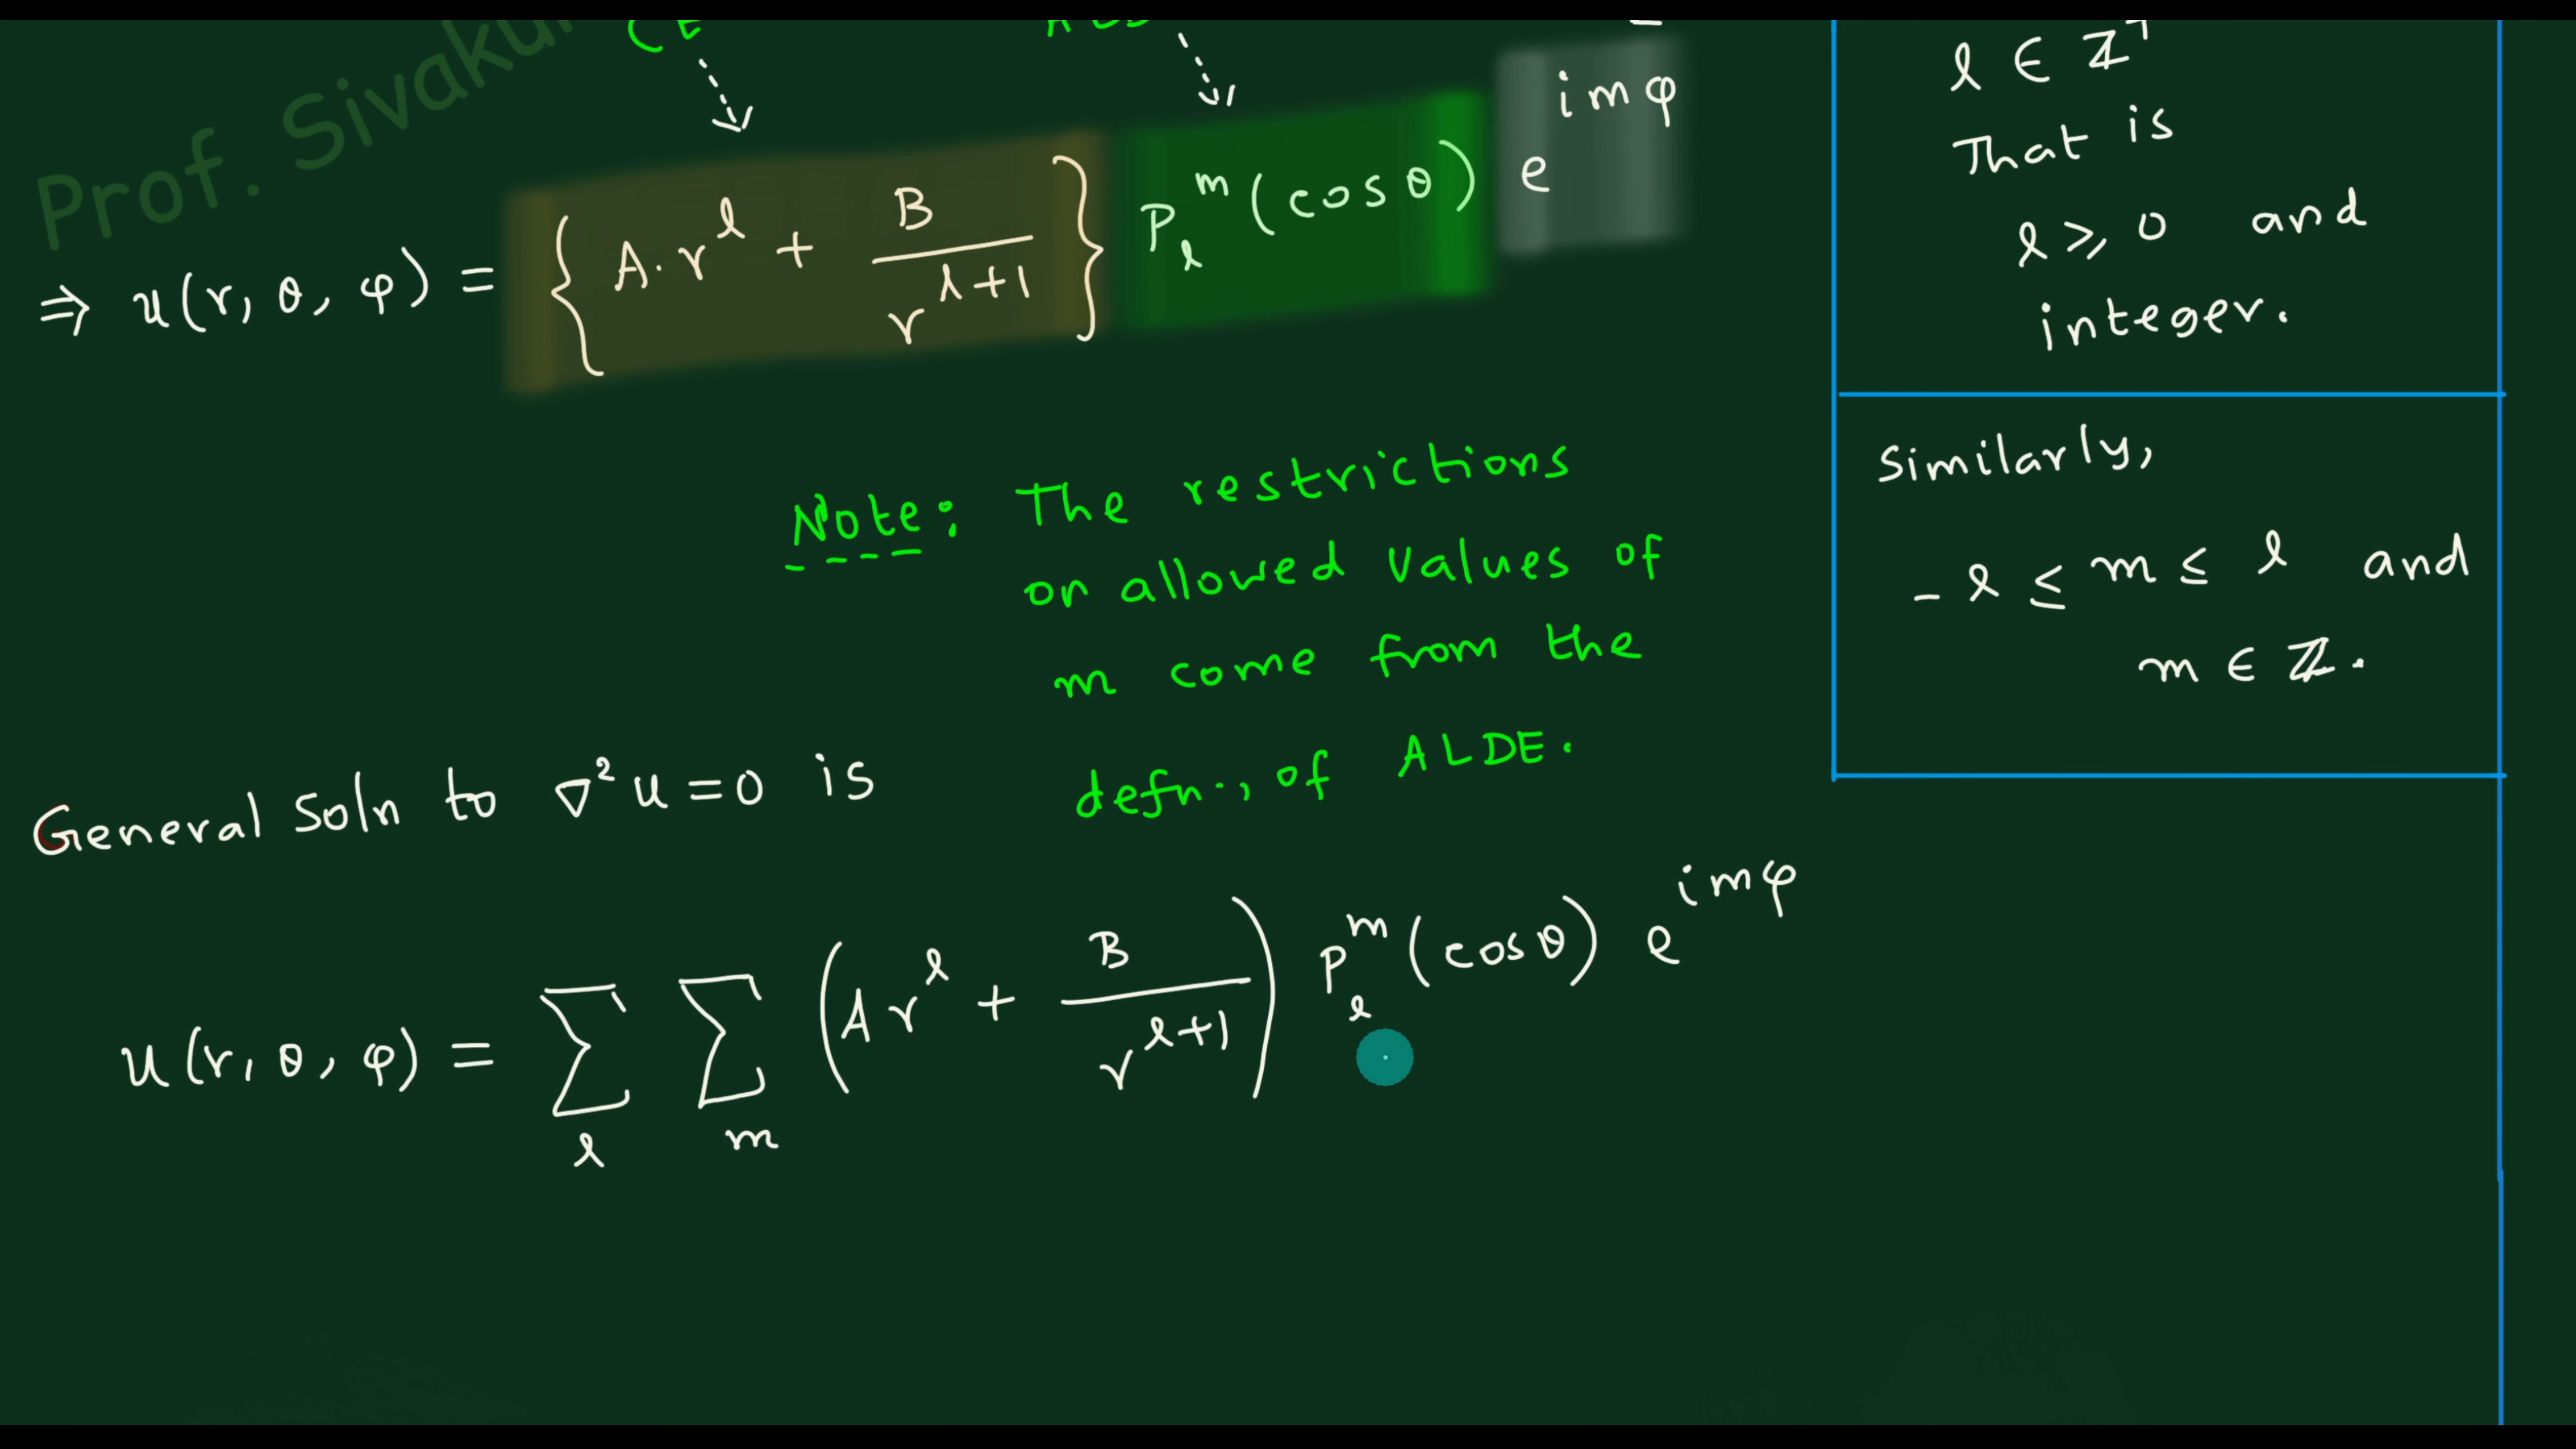 Prof. Sivaku
⇒ u(r, θ, φ) = { A. r^l + B / r^(l+1) } P_l^m (cos θ) e^(imφ)
Note: The restrictions
on allowed values of
m come from the
defn., of ALDE.
General Soln to ∇²u = 0 is
u(r, θ, φ) = Σ_l Σ_m (A r^l + B / r^(l+1)) P_l^m (cos θ) e^(imφ)
l ∈ ℤ⁺
That is
l ≥ 0 and
integer.
Similarly,
- l ≤ m ≤ l and
m ∈ ℤ.